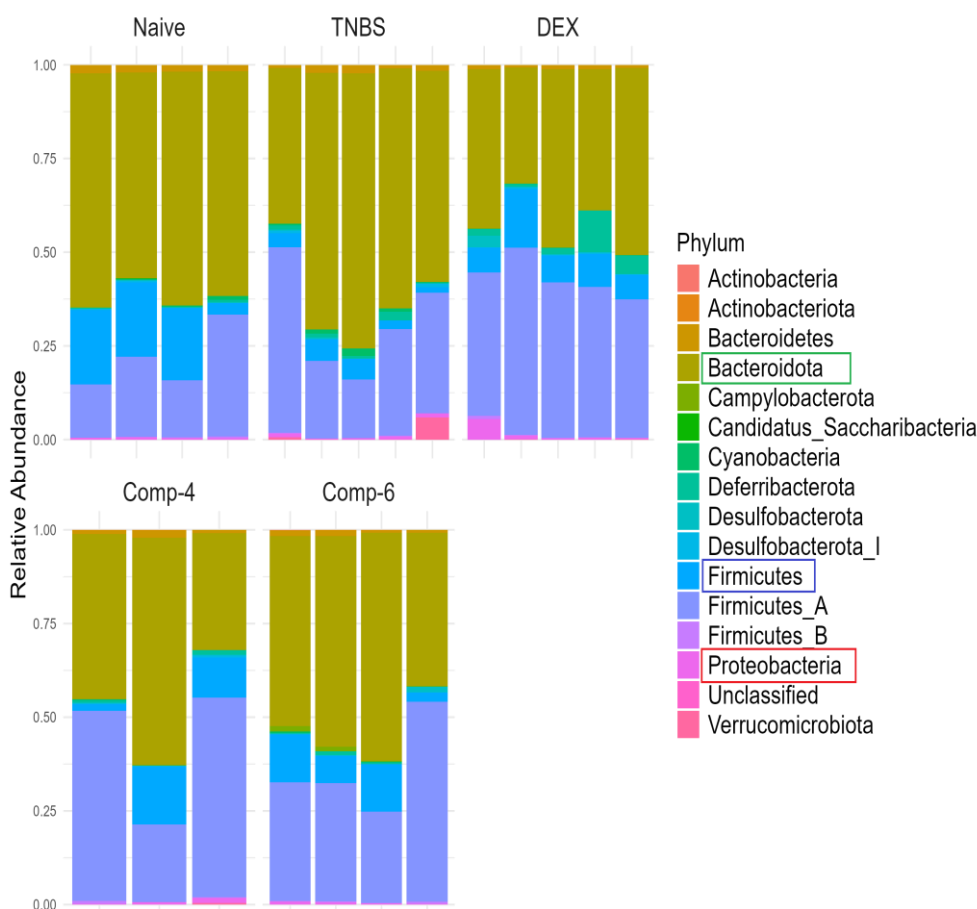 Naive TNBS DEX
1.00
0.75
0.50
0.25
0.00
Comp-4 Comp-6
1.00
0.75
0.50
0.25
0.00
Relative Abundance
Phylum
Actinobacteria
Actinobacteriota
Bacteroidetes
Bacteroidota
Campylobacterota
Candidatus_Saccharibacteria
Cyanobacteria
Deferribacterota
Desulfobacterota
Desulfobacterota_I
Firmicutes
Firmicutes_A
Firmicutes_B
Proteobacteria
Unclassified
Verrucomicrobiota